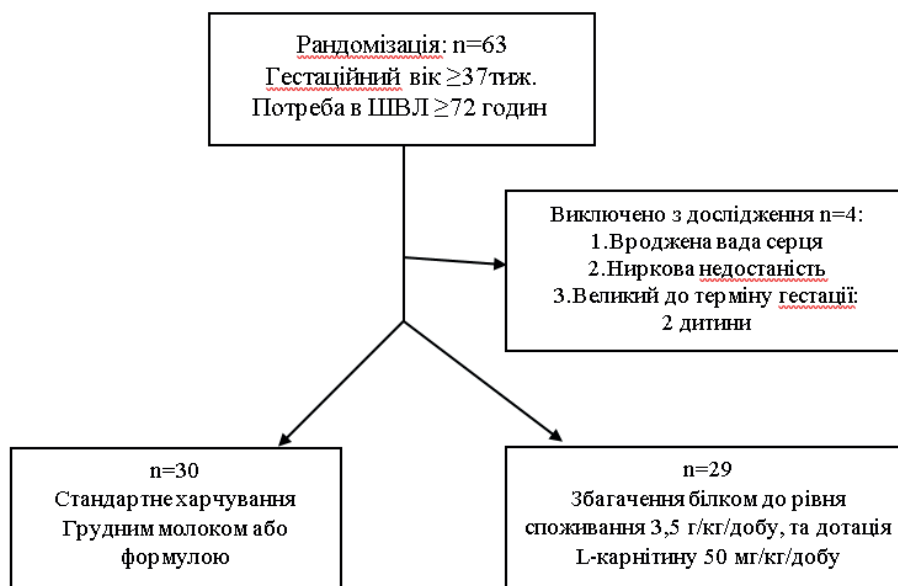 Рандомізація: n=63
Гестаційний вік ≥37тиж.
Потреба в ШВЛ ≥72 годин
Виключено з дослідження n=4:
1.Вроджена вада серця
2.Ниркова недостаність
3.Великий до терміну гестації:
2 дитини
n=30
Стандартне харчування
Грудним молоком або
формулою
n=29
Збагачення білком до рівня
споживання 3,5 г/кг/добу, та дотація
L-карнітину 50 мг/кг/добу